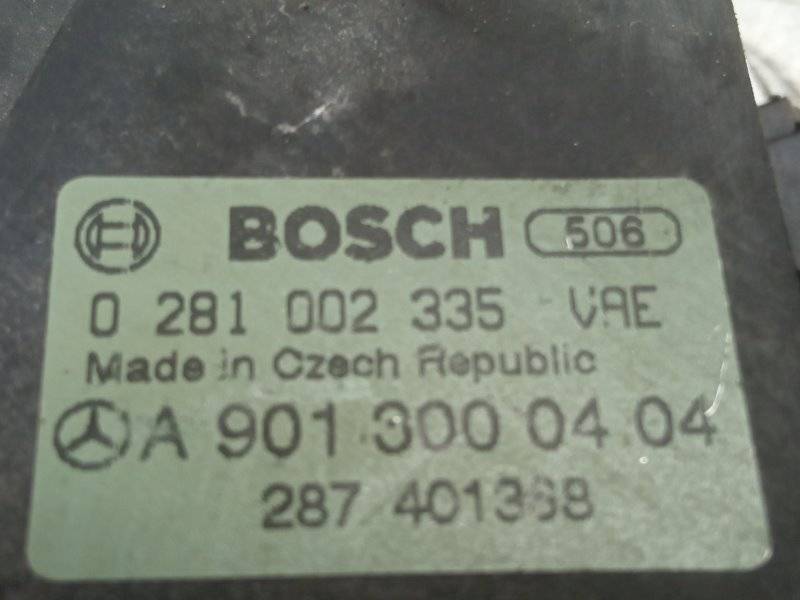 BOSCH 506
0 281 002 335 VAE
Made in Czech Republic
A 901 300 04 04
287 401368